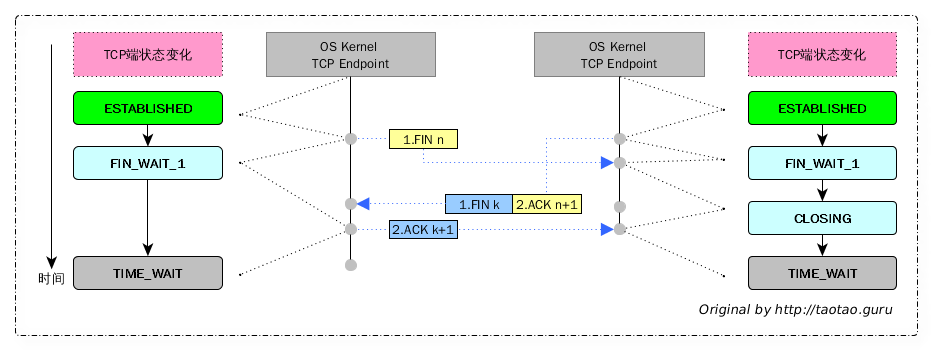 TCP端状态变化
OS Kernel
TCP Endpoint
OS Kernel
TCP Endpoint
TCP端状态变化
ESTABLISHED
ESTABLISHED
1.FIN n
FIN_WAIT_1
FIN_WAIT_1
1.FIN k
2.ACK n+1
CLOSING
2.ACK k+1
TIME_WAIT
TIME_WAIT
时间
Original by http://taotao.guru